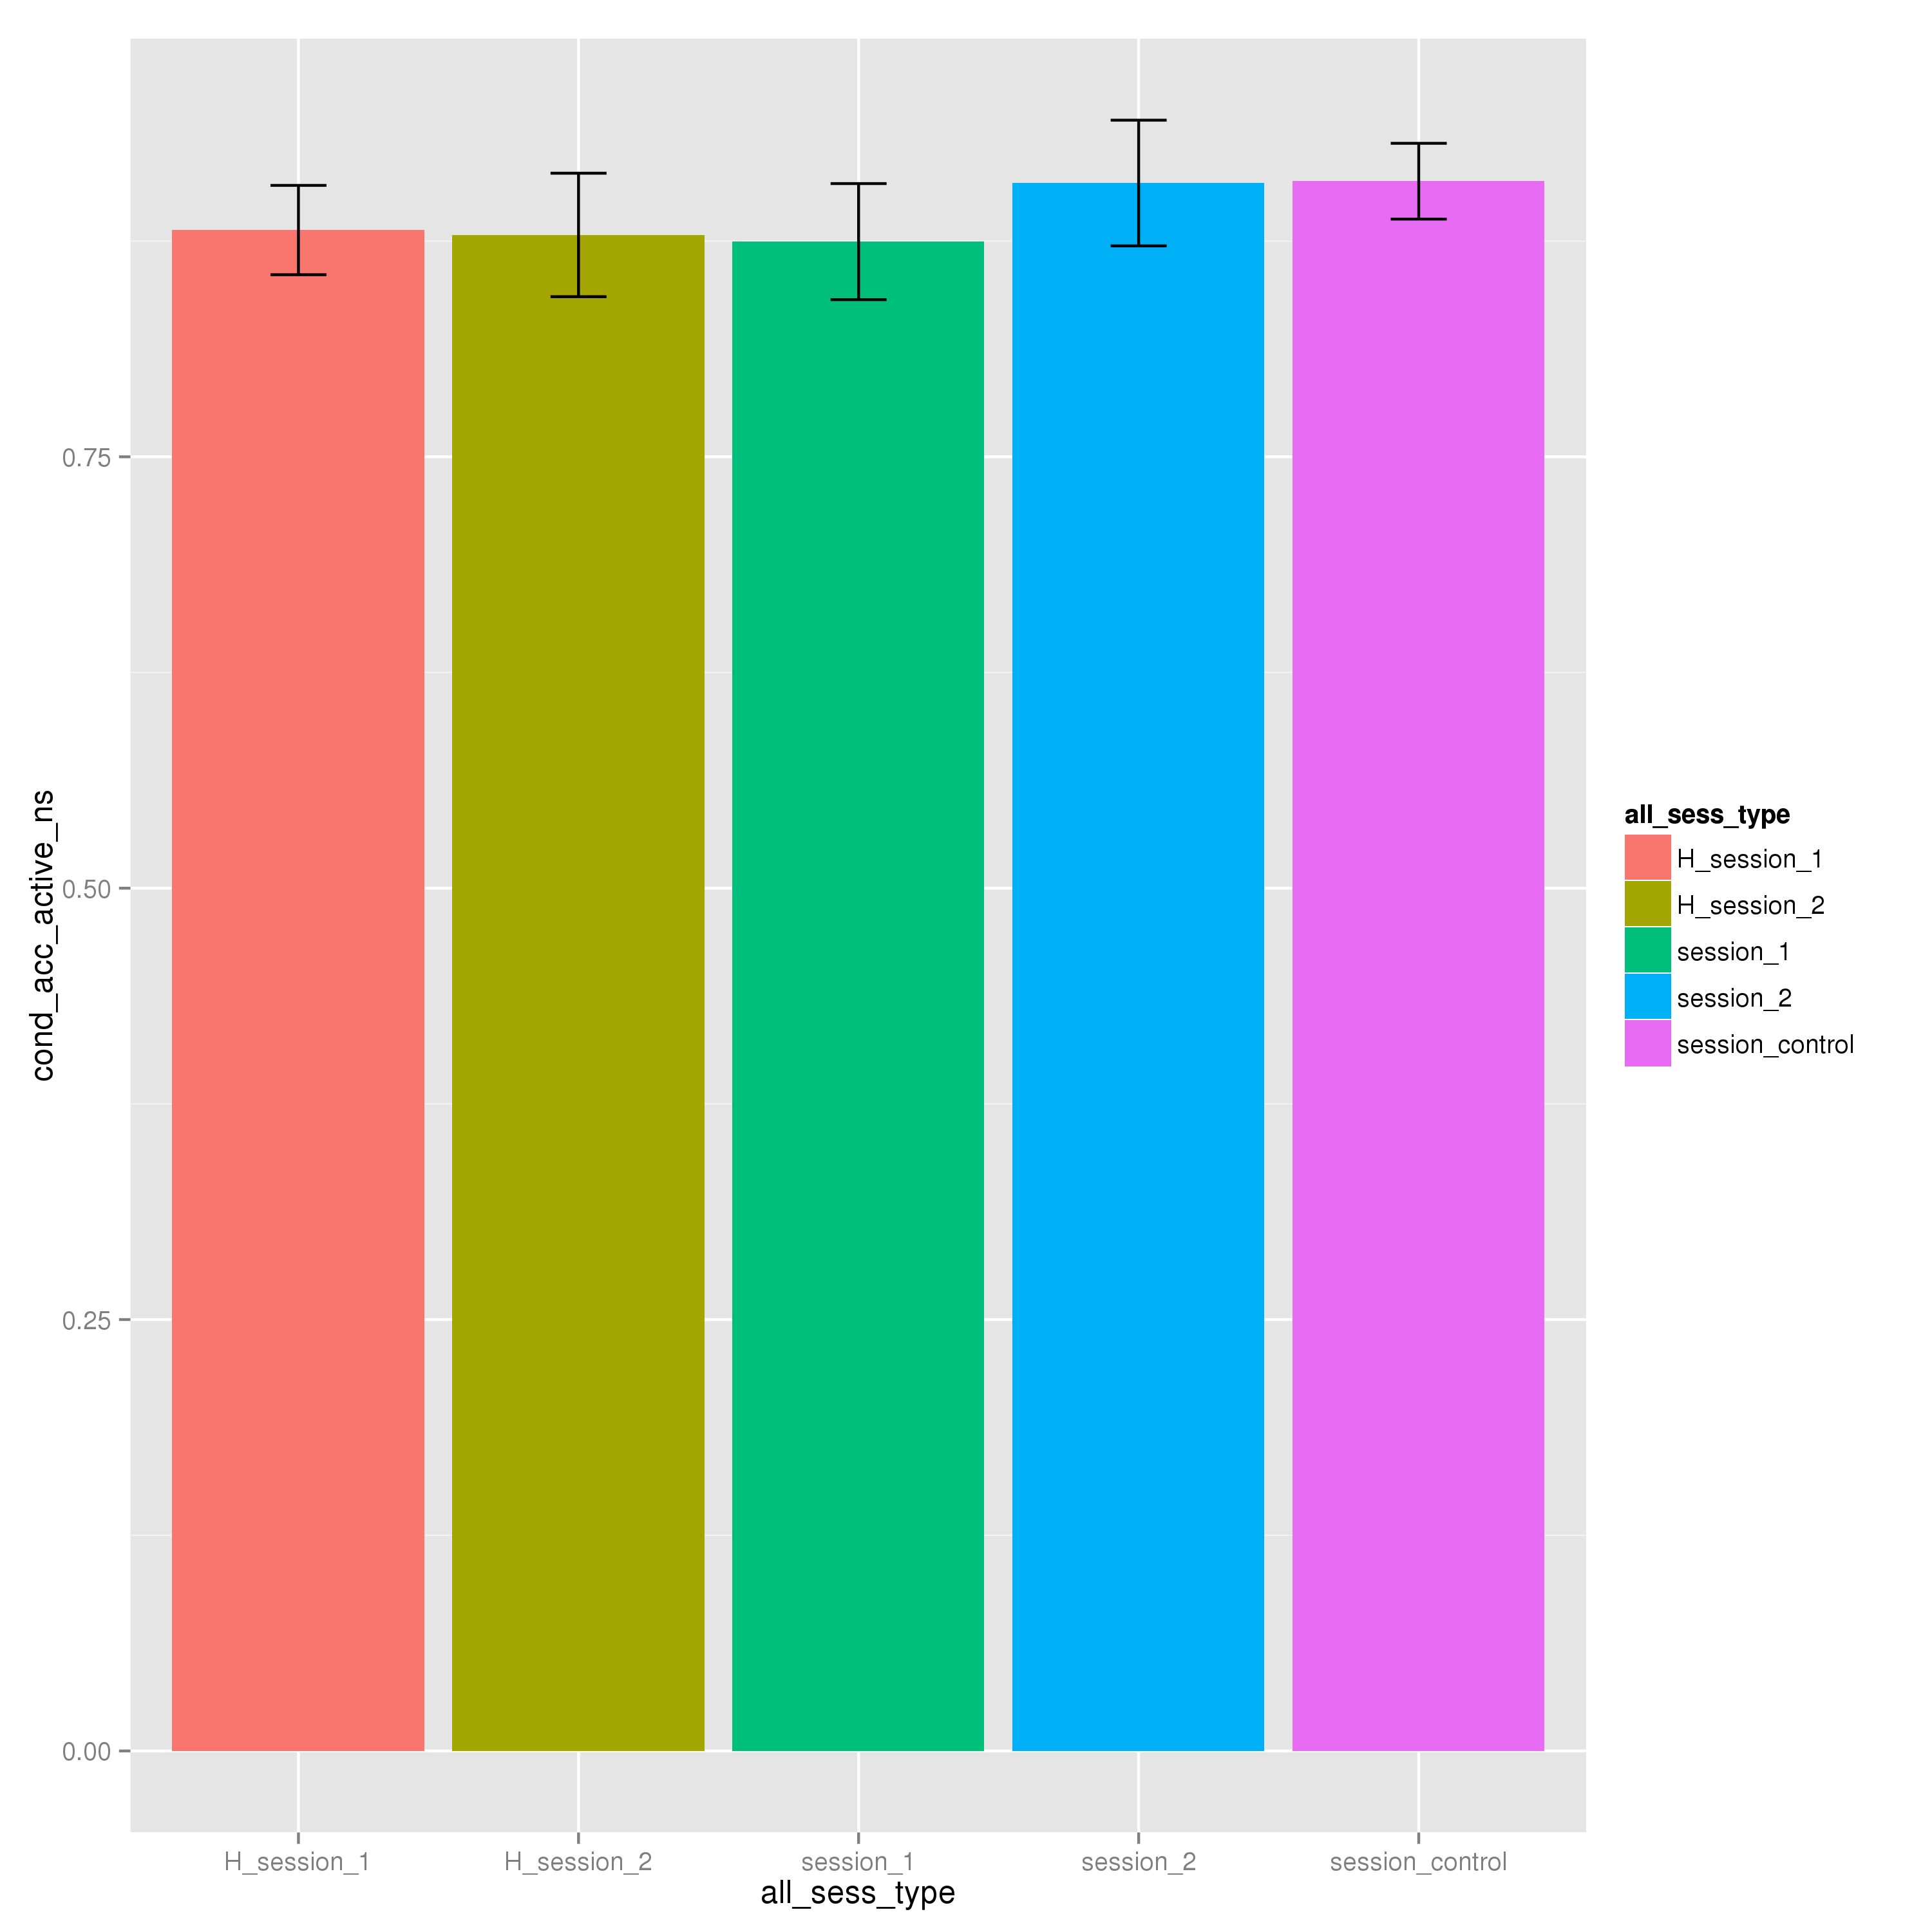 cond_acc_active_ns
0.75
0.50
0.25
0.00
H_session_1
H_session_2
session_1
session_2
session_control
all_sess_type
all_sess_type
H_session_1
H_session_2
session_1
session_2
session_control